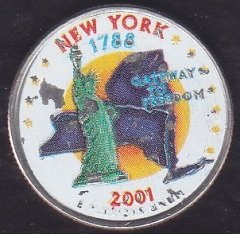 NEW YORK
1788
GATEWAY
TO
FREEDOM
2001